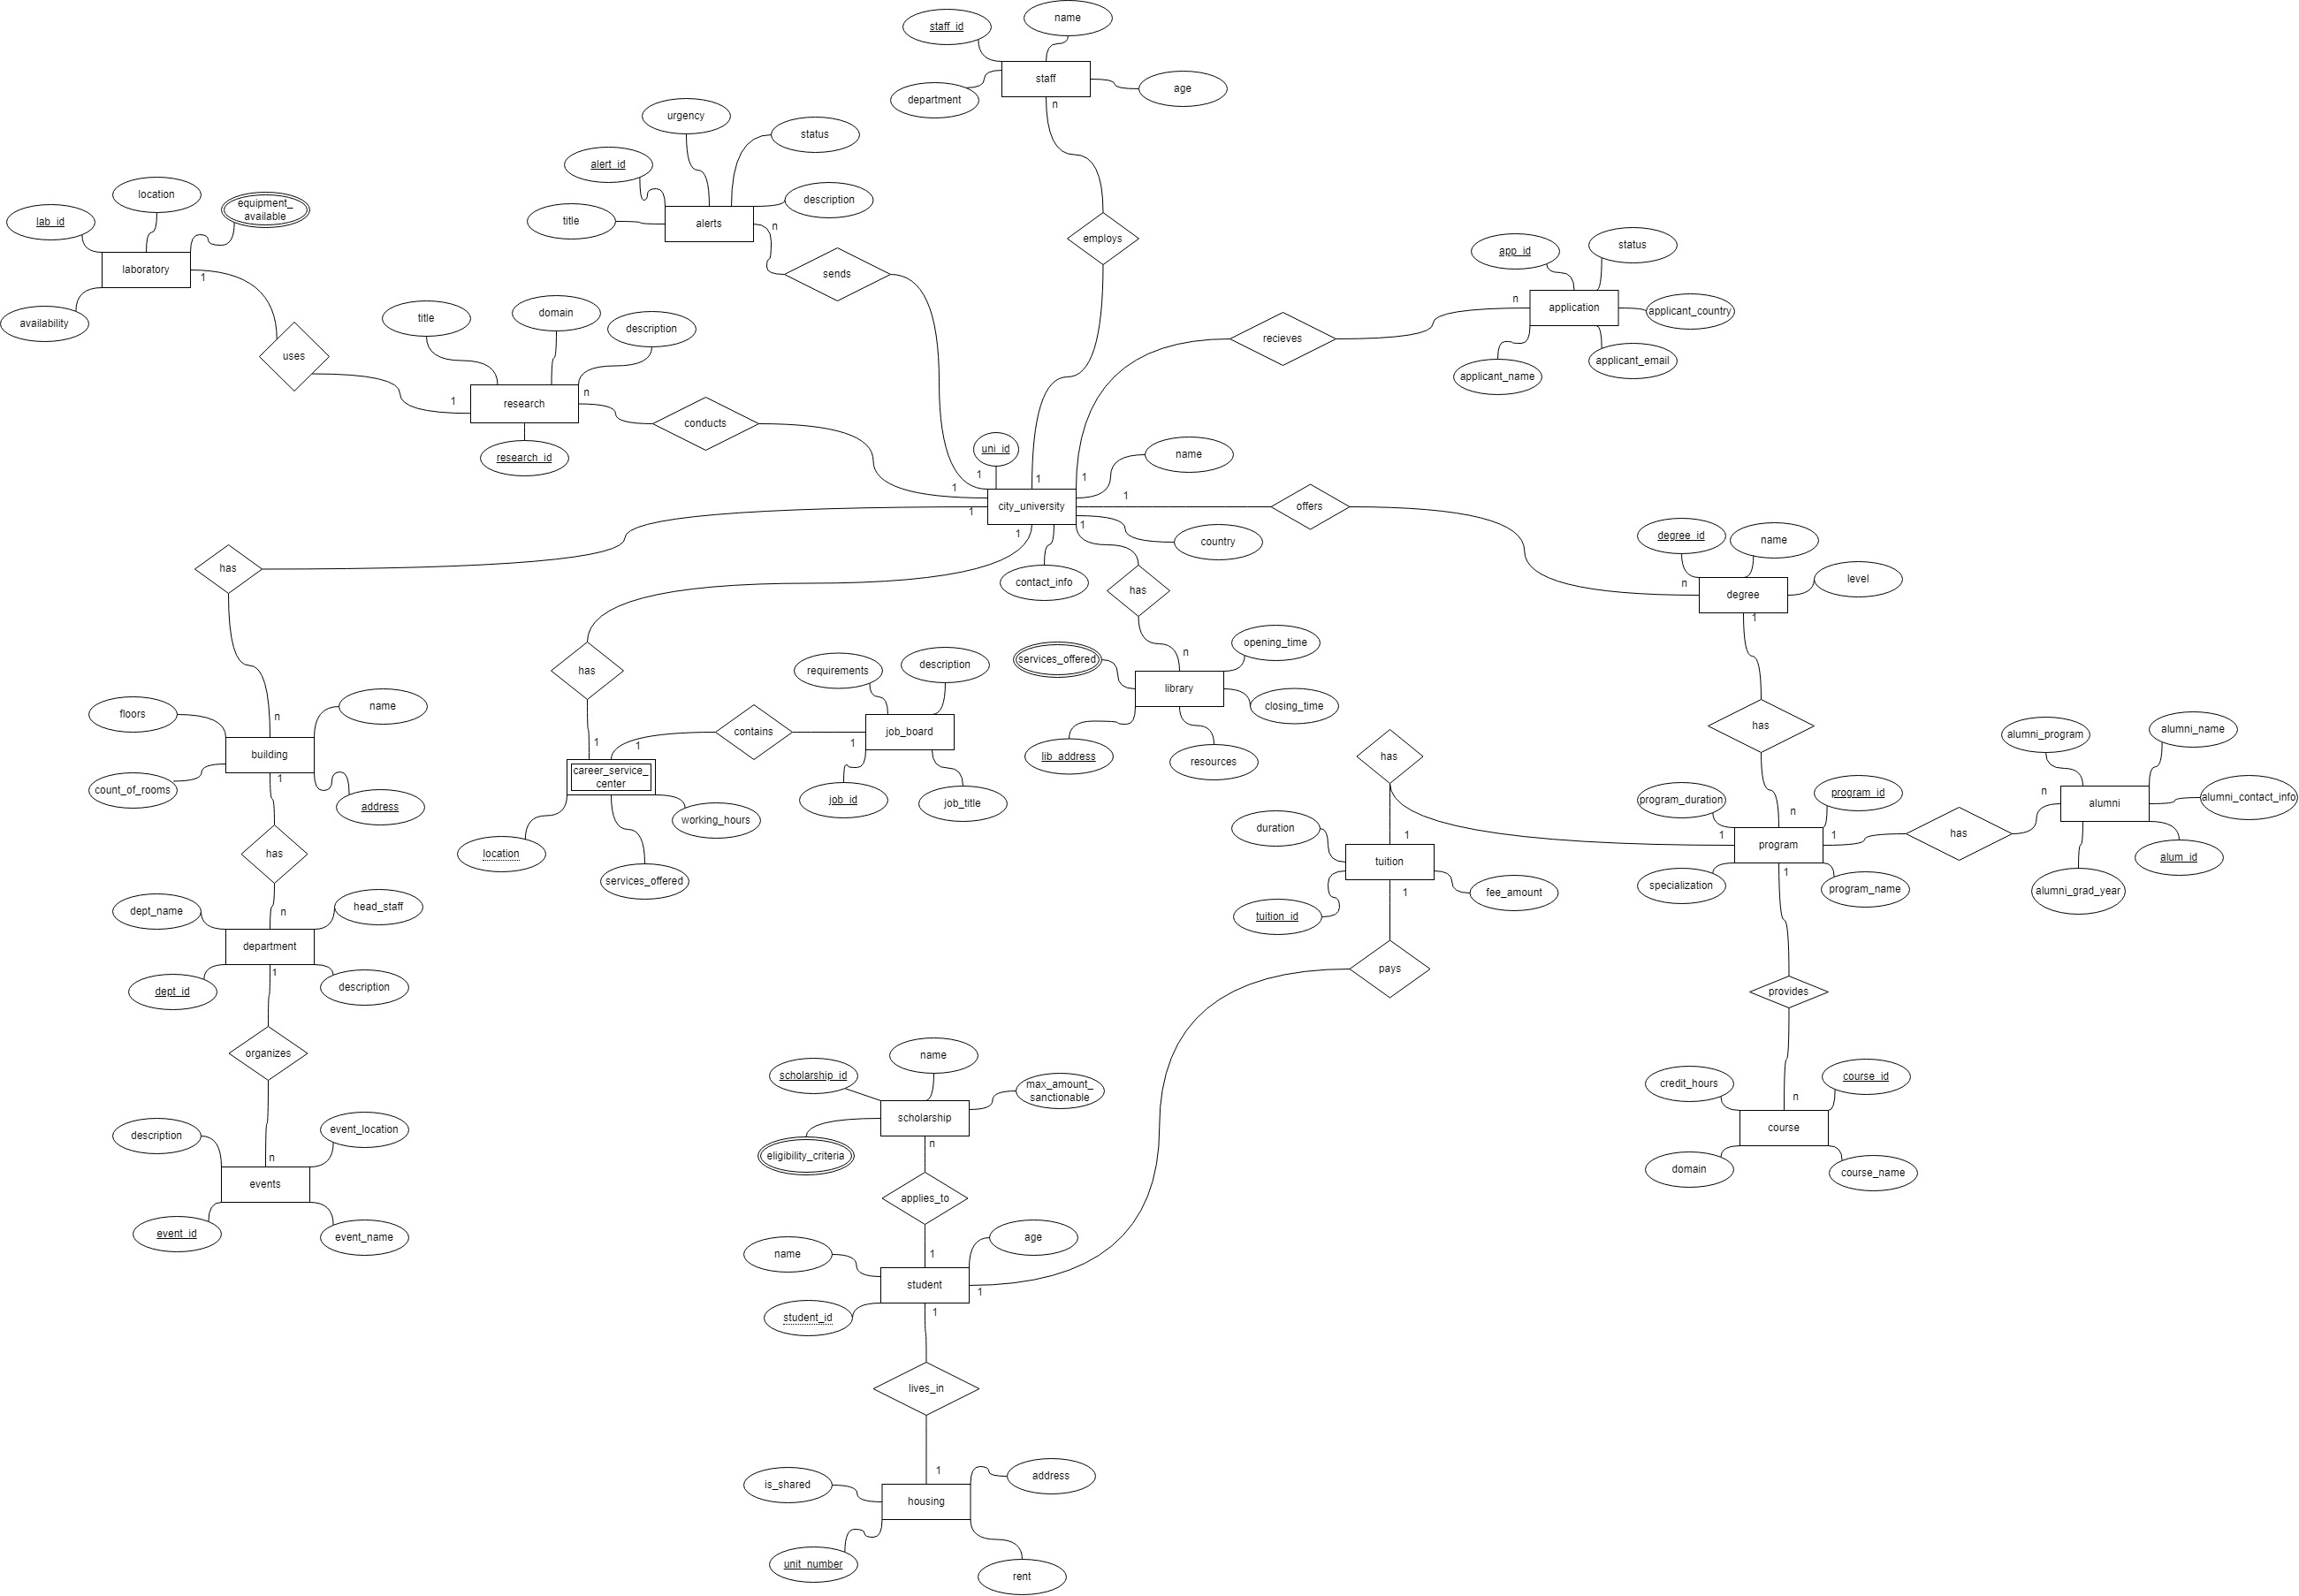 staff_id
name
staff
department
age
n
urgency
status
alert_id
description
title
alerts
n
sends
employs
location
equipment_
available
lab_id
laboratory
1
availability
uses
title
domain
description
1
research
n
research_id
conducts
app_id
status
n
application
applicant_country
applicant_name
applicant_email
recieves
uni_id
name
1
1
1
1
1
city_university
1
1
1
country
contact_info
offers
has
has
has
degree_id
name
level
n
degree
1
services_offered
opening_time
n
library
closing_time
lib_address
resources
requirements
description
contains
1
job_board
job_id
job_title
1
1
career_service_
center
location
working_hours
services_offered
floors
n
name
building
count_of_rooms
1
address
has
dept_name
n
head_staff
department
dept_id
1
description
organizes
description
event_location
n
events
event_id
event_name
has
has
duration
1
tuition
tuition_id
1
fee_amount
pays
program_duration
n
program_id
1
program
1
specialization
1
program_name
has
alumni_program
alumni_name
n
alumni
alumni_contact_info
alumni_grad_year
alum_id
provides
credit_hours
n
course_id
course
domain
course_name
scholarship_id
name
max_amount_
sanctionable
scholarship
eligibility_criteria
n
applies_to
name
1
age
student
student_id
1
1
lives_in
is_shared
1
address
housing
unit_number
rent